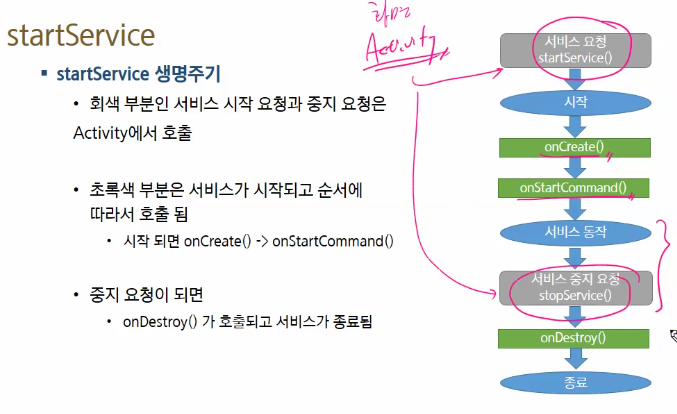 startService
화면
Activity
▪ startService 생명주기
• 회색 부분인 서비스 시작 요청과 중지 요청은
Activity에서 호출
• 초록색 부분은 서비스가 시작되고 순서에
따라서 호출 됨
• 시작 되면 onCreate() -> onStartCommand()
• 중지 요청이 되면
• onDestroy() 가 호출되고 서비스가 종료됨
서비스 요청
startService()
시작
onCreate()
onStartCommand()
서비스 동작
서비스 중지 요청
stopService()
onDestroy()
종료